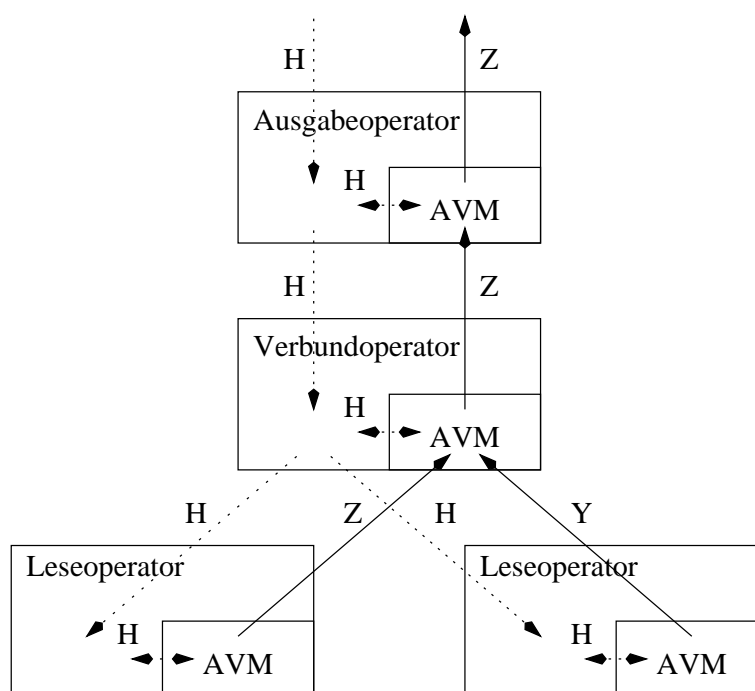 H Z
Ausgabeoperator
H
AVM
H Z
Verbundoperator
H
AVM
H Z H Y
Leseoperator Leseoperator
H H
AVM AVM